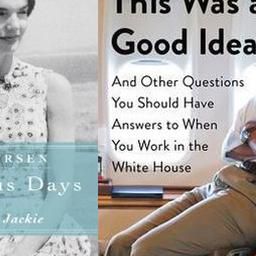 RSEN
Days
Jackie
This Was a
Good Idea
And Other Questions
You Should Have
Answers to When
You Work in the
White House